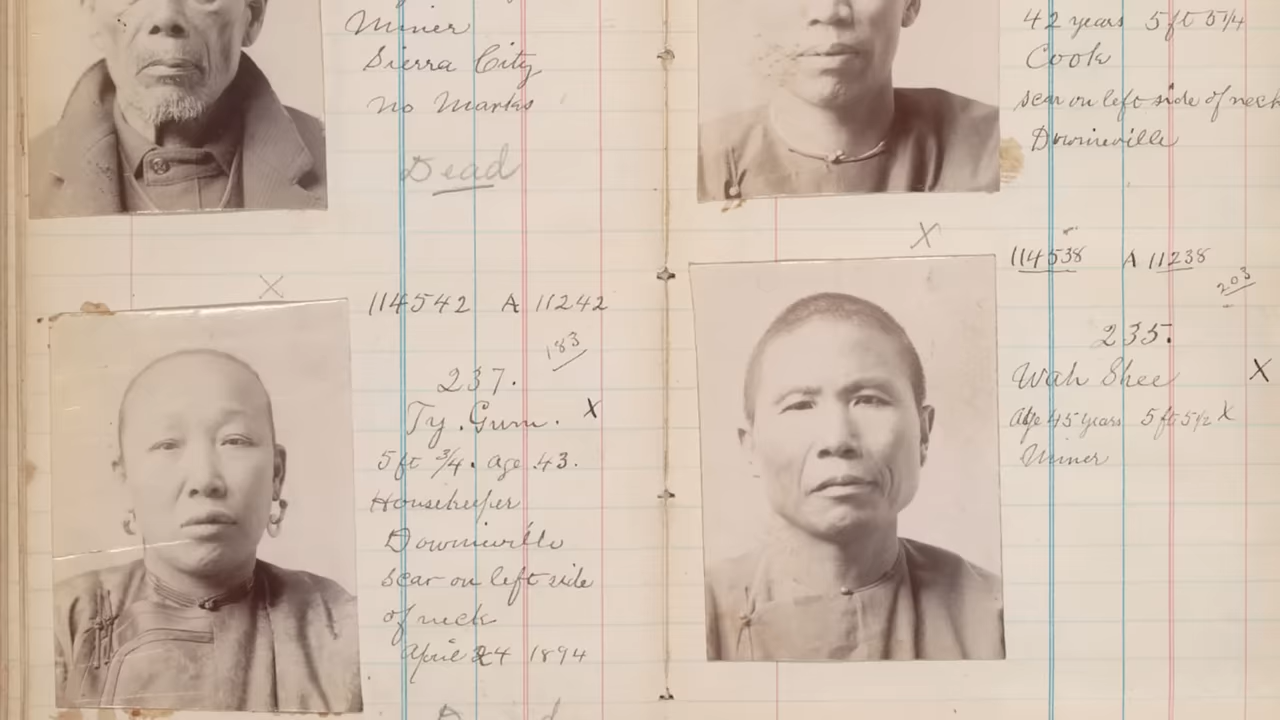 Miner
Sierra City
no Marks
Dead
X
114542 A 11242
183
237.
Ty. Gum. X
5 ft 3/4. age 43.
Housekeeper
Downieville
scar on left side
of neck
April 24 1894
42 years 5 ft 5 1/4
Cook
scar on left side of neck
Downieville
X
114538 A 11238
203
235.
Wah Shee X
Age 45 years 5 ft 5 1/2 X
Miner